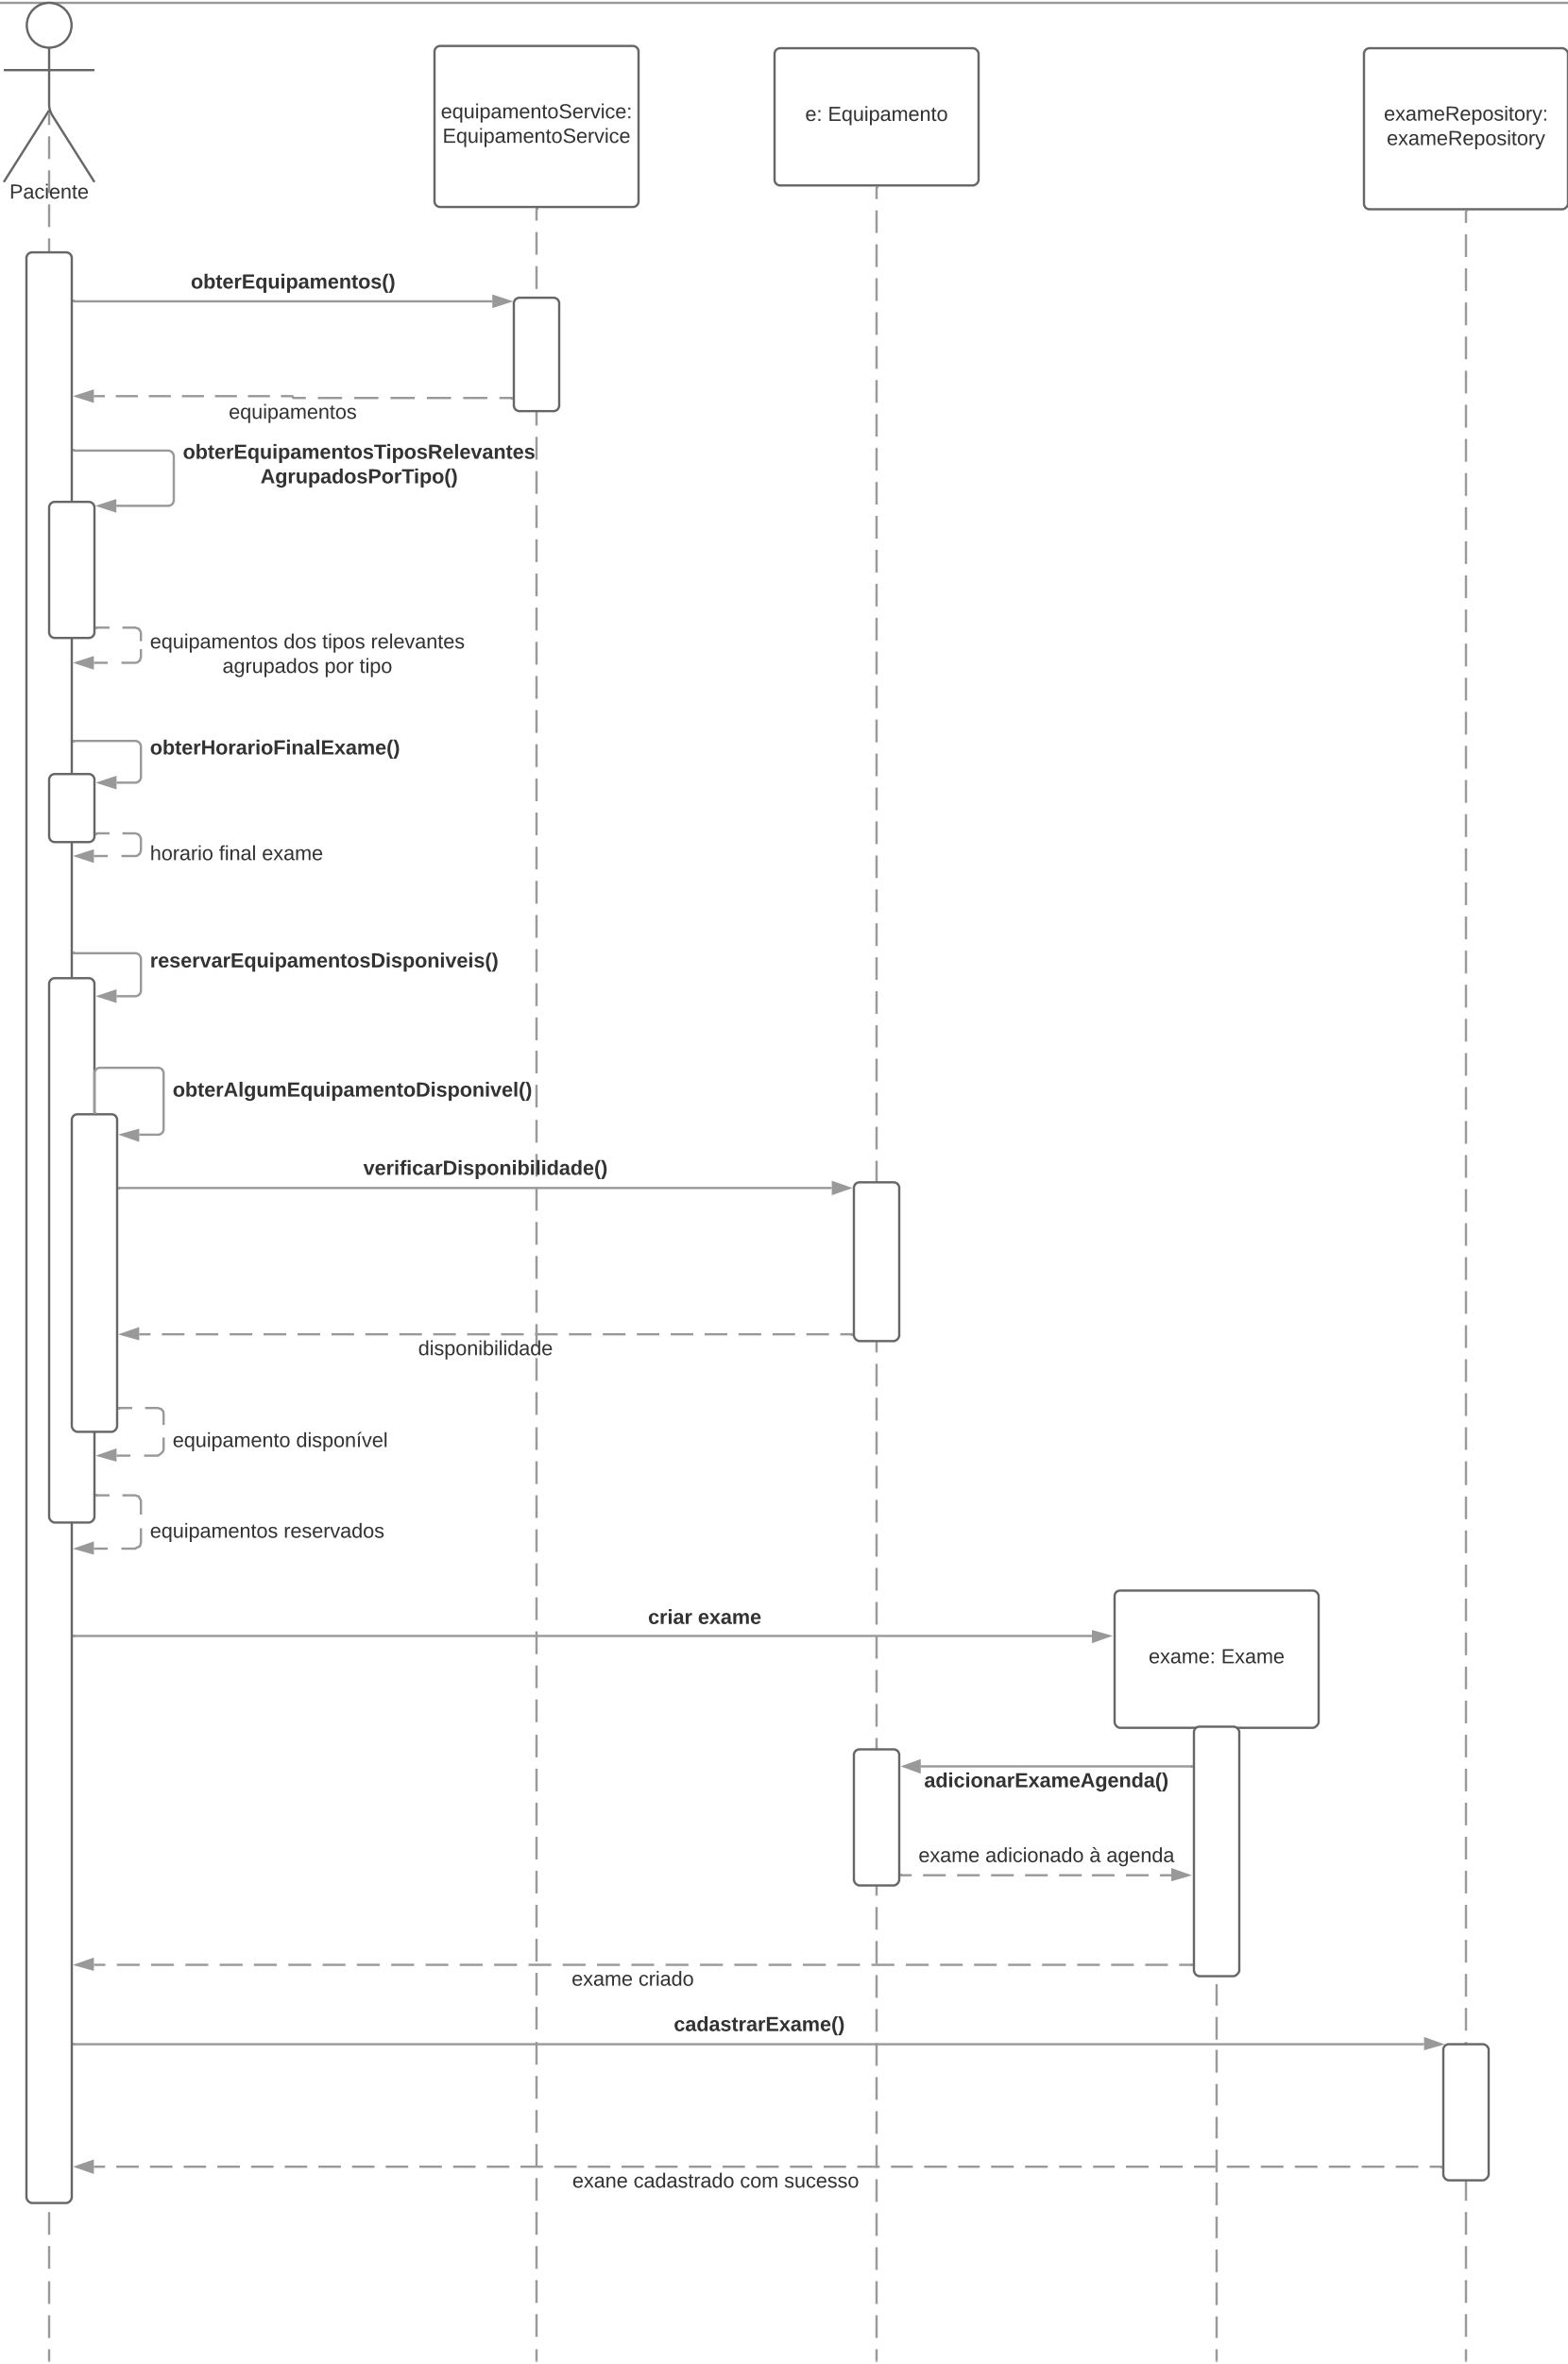 Paciente
equipamentoService:
EquipamentoService
e: Equipamento
exameRepository:
exameRepository
obterEquipamentos()
equipamentos
obterEquipamentosTiposRelevantes
AgrupadosPorTipo()
equipamentos dos tipos relevantes
agrupados por tipo
obterHorarioFinalExame()
horario final exame
reservarEquipamentosDisponiveis()
obterAlgumEquipamentoDisponivel()
verificarDisponibilidade()
disponibilidade
equipamento disponível
equipamentos reservados
criar exame
exame: Exame
adicionarExameAgenda()
exame adicionado à agenda
exame criado
cadastrarExame()
exane cadastrado com sucesso